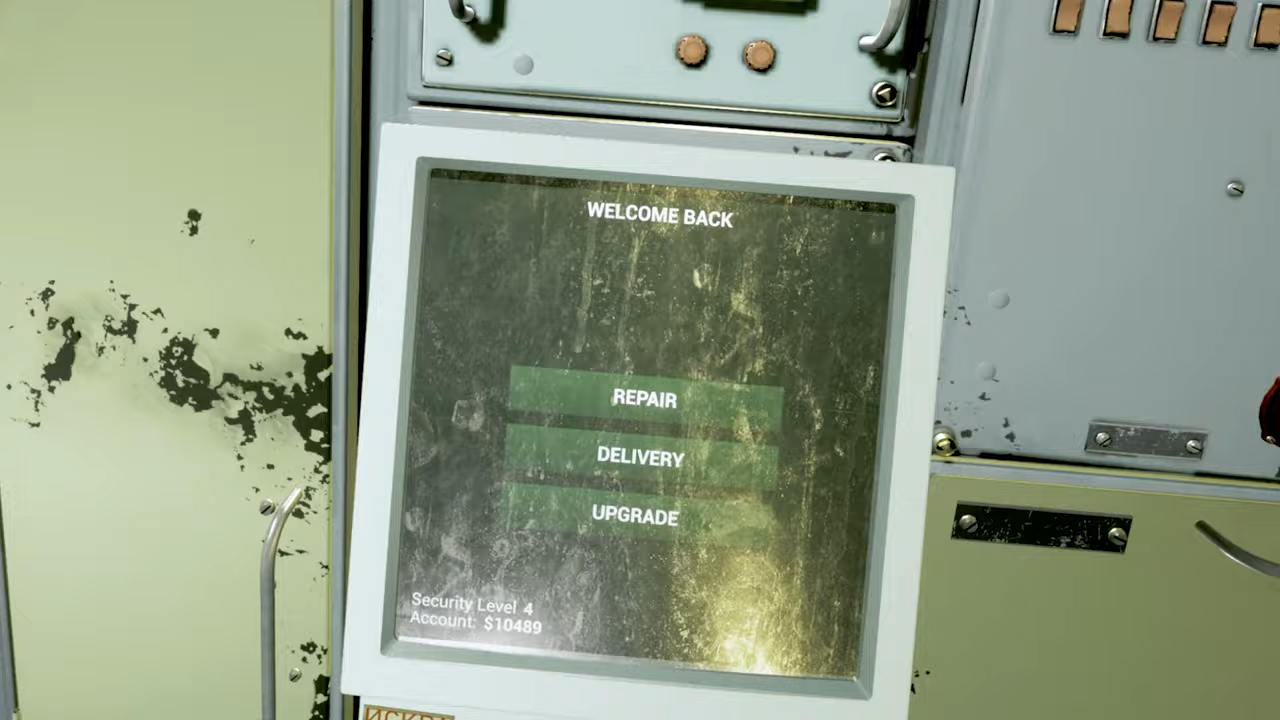 WELCOME BACK
REPAIR
DELIVERY
UPGRADE
Security Level 4
Account: $10489